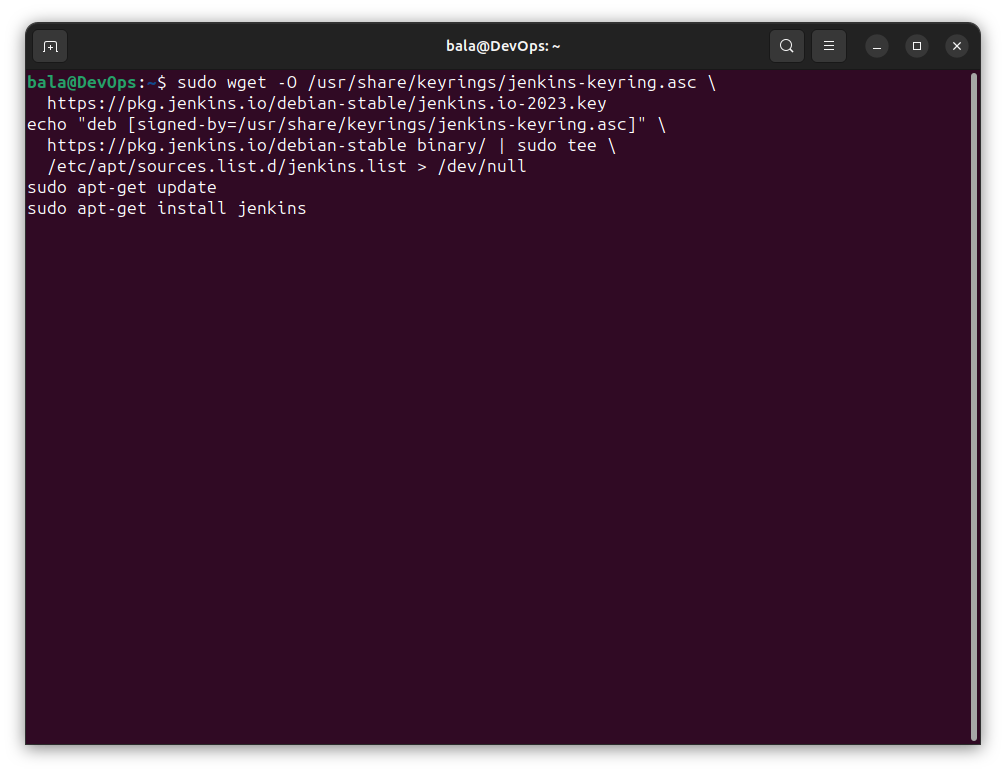 bala@DevOps: ~
bala@DevOps:~$ sudo wget -O /usr/share/keyrings/jenkins-keyring.asc \
  https://pkg.jenkins.io/debian-stable/jenkins.io-2023.key
echo "deb [signed-by=/usr/share/keyrings/jenkins-keyring.asc]" \
  https://pkg.jenkins.io/debian-stable binary/ | sudo tee \
  /etc/apt/sources.list.d/jenkins.list > /dev/null
sudo apt-get update
sudo apt-get install jenkins